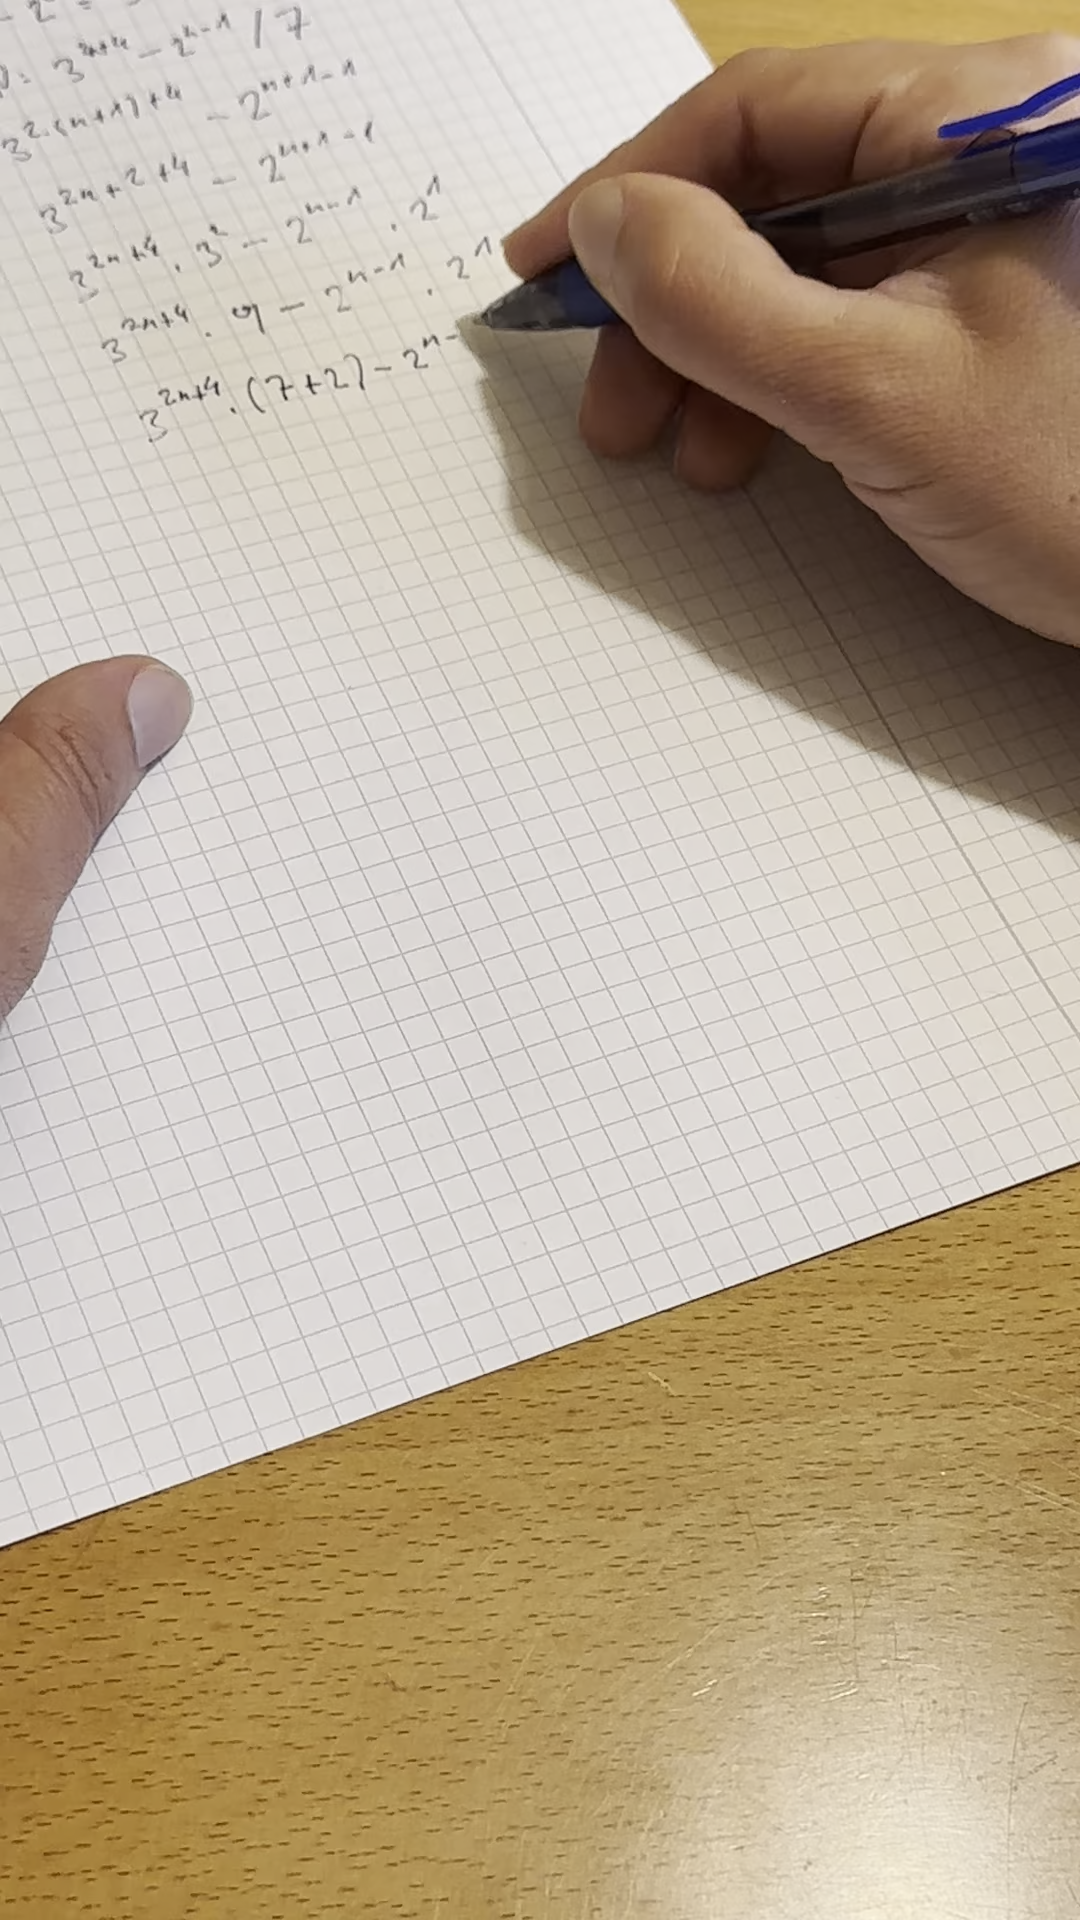 3^{2n+4} - 2^{n-1} / 7
3^{2·(n+1)+4} - 2^{n+1-1}
3^{2n+2+4} - 2^{n+1-1}
3^{2n+4} · 3^2 - 2^{n-1} · 2^1
3^{2n+4} · 9 - 2^{n-1} · 2^1
3^{2n+4} · (7+2) - 2^{n-